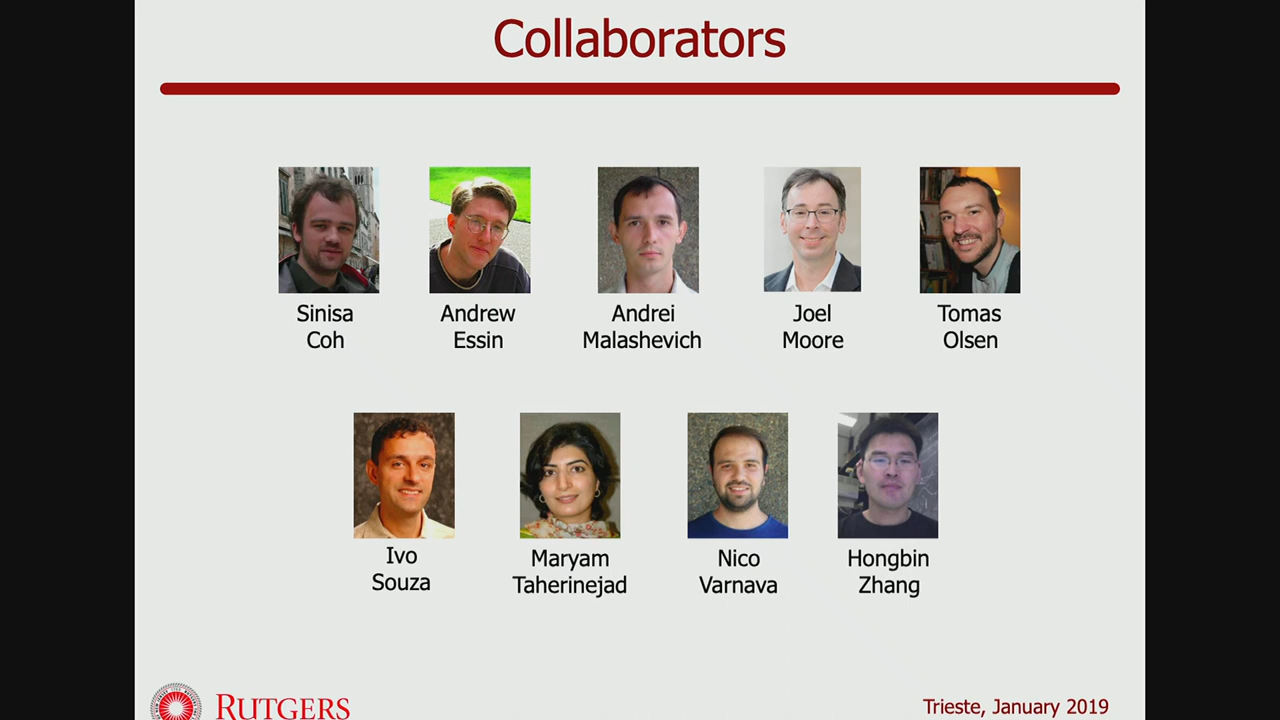 Collaborators
Sinisa
Coh
Andrew
Essin
Andrei
Malashevich
Joel
Moore
Tomas
Olsen
Ivo
Souza
Maryam
Taherinejad
Nico
Varnava
Hongbin
Zhang
RUTGERS
Trieste, January 2019